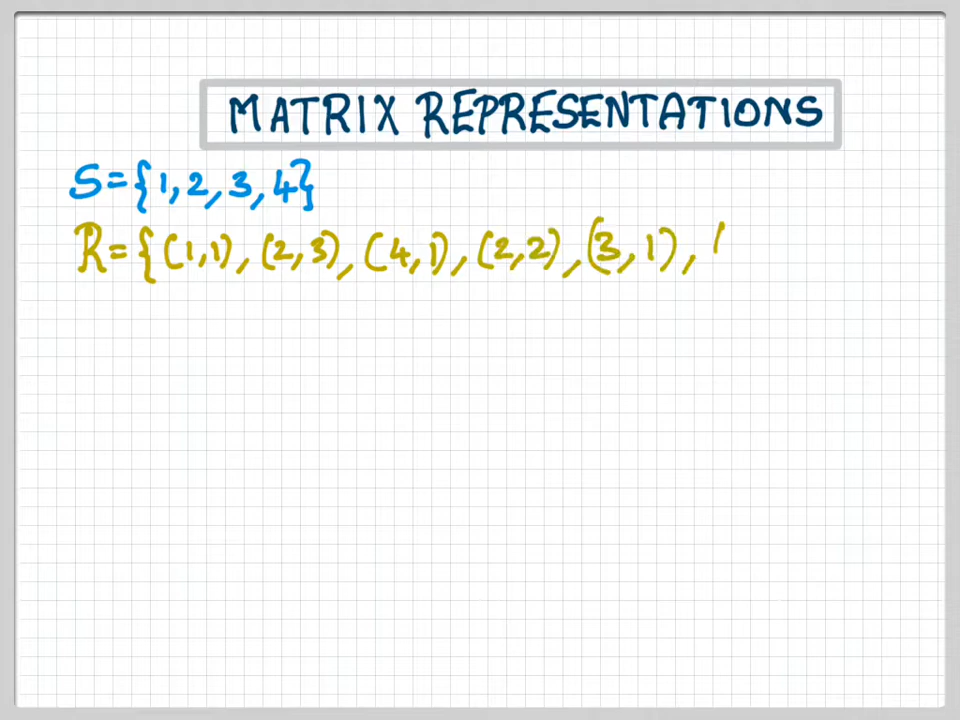 MATRIX REPRESENTATIONS
S={1,2,3,4}
R={(1,1),(2,3),(4,1),(2,2),(3,1),(